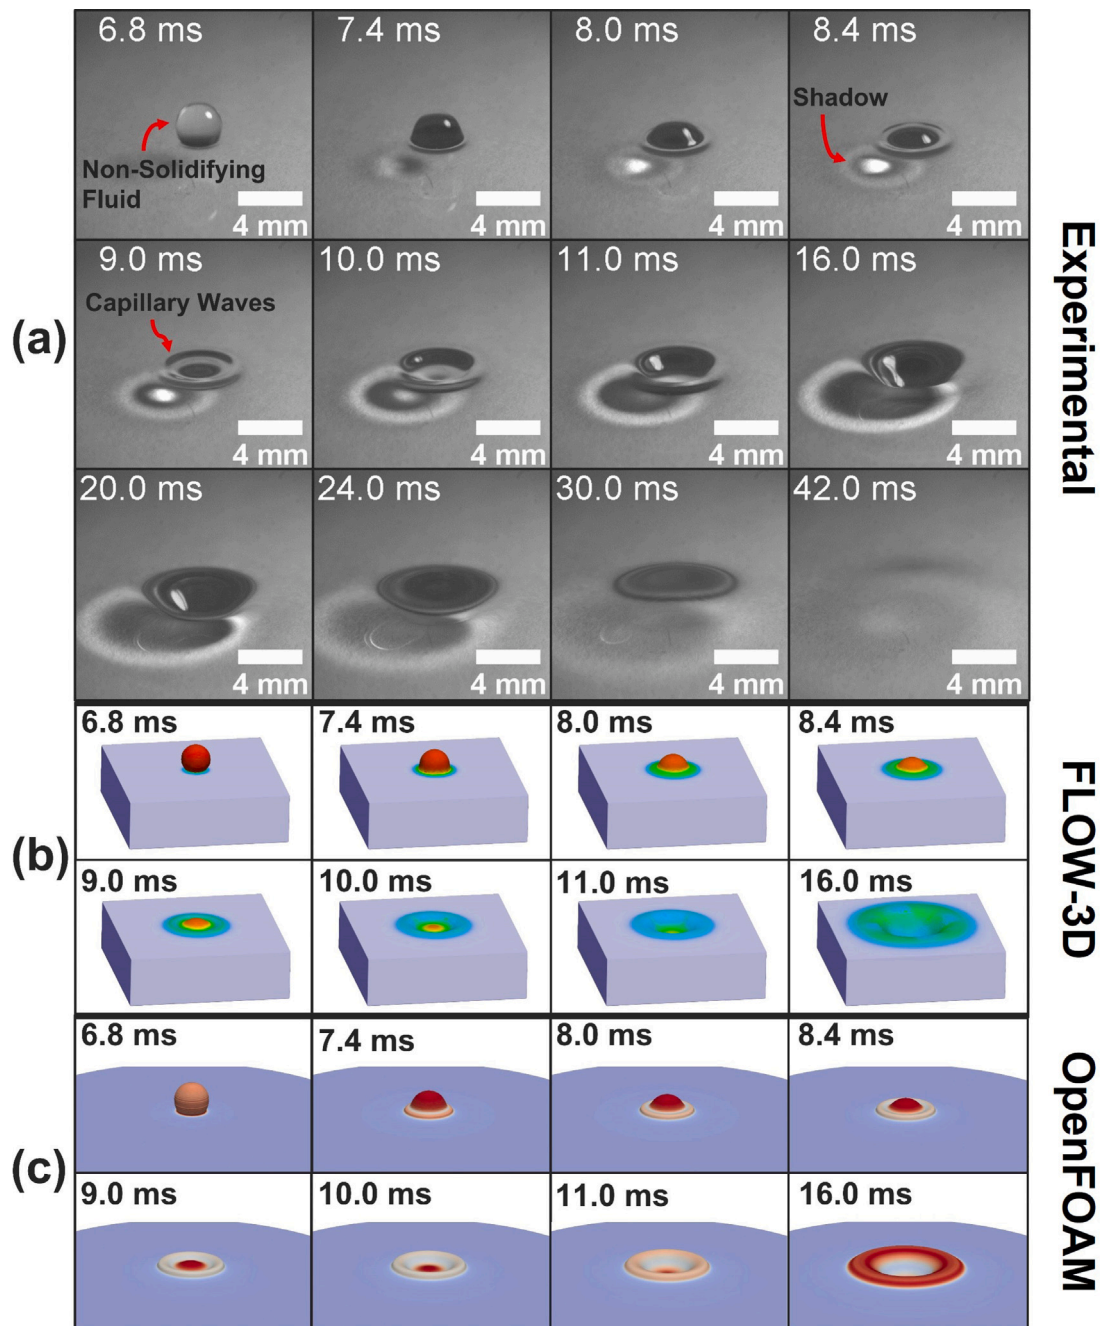 6.8 ms
7.4 ms
8.0 ms
8.4 ms
Shadow
Non-Solidifying
Fluid
4 mm
4 mm
4 mm
4 mm
9.0 ms
10.0 ms
11.0 ms
16.0 ms
Capillary Waves
4 mm
4 mm
4 mm
4 mm
20.0 ms
24.0 ms
30.0 ms
42.0 ms
4 mm
4 mm
4 mm
4 mm
(a)
Experimental
6.8 ms
7.4 ms
8.0 ms
8.4 ms
9.0 ms
10.0 ms
11.0 ms
16.0 ms
(b)
FLOW-3D
6.8 ms
7.4 ms
8.0 ms
8.4 ms
9.0 ms
10.0 ms
11.0 ms
16.0 ms
(c)
OpenFOAM